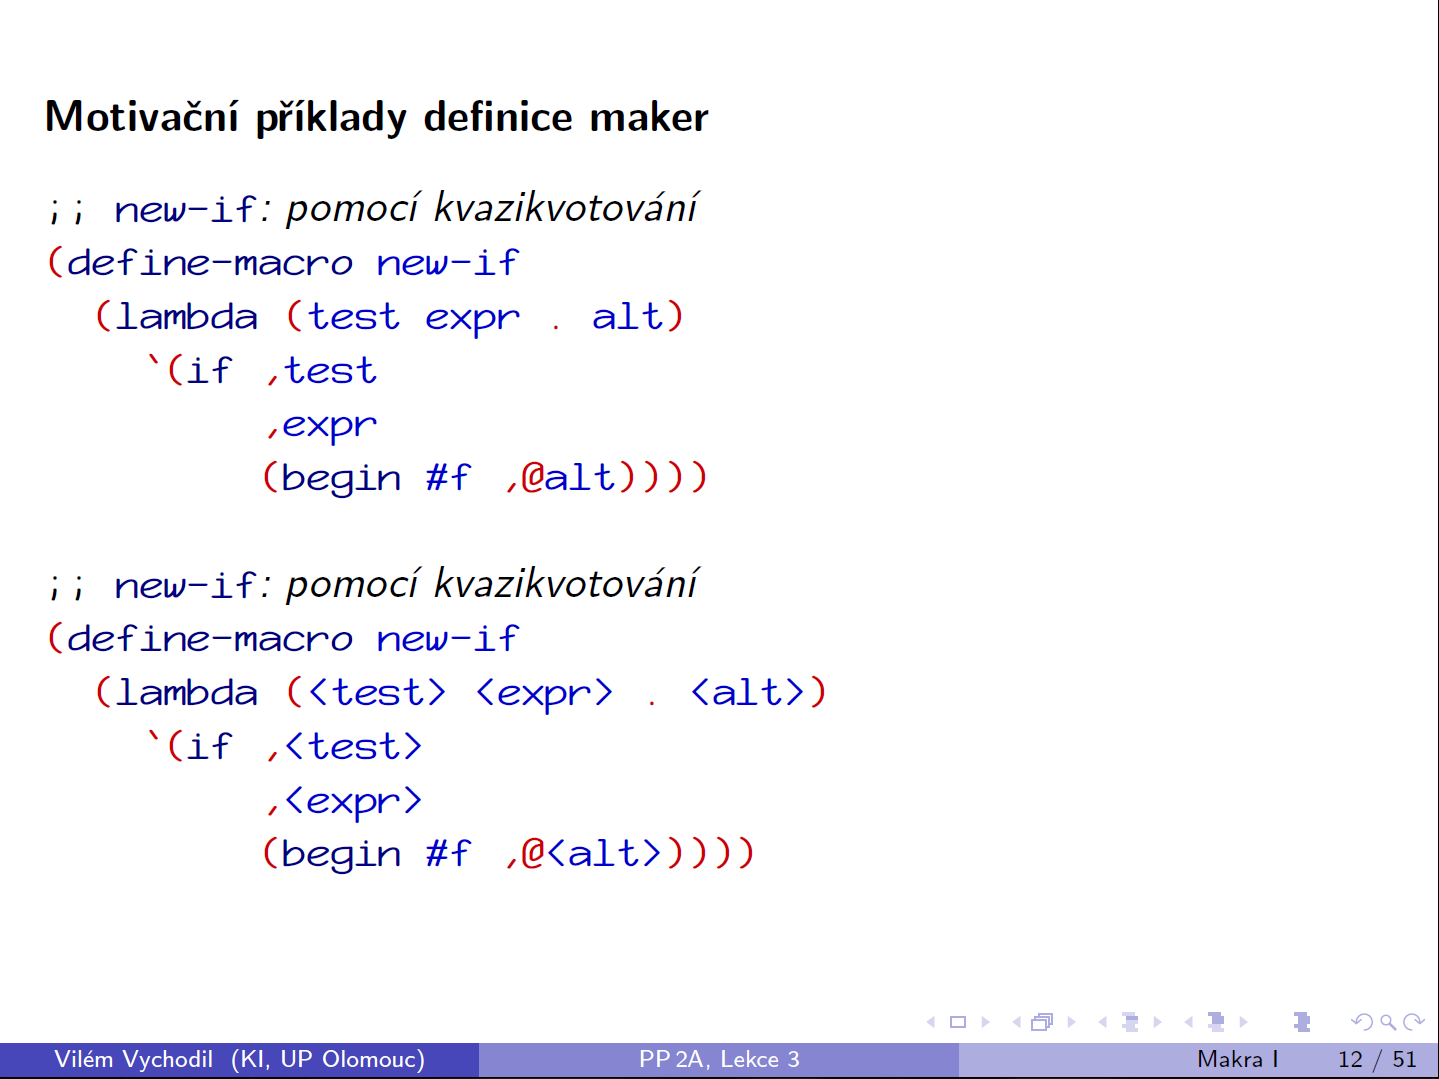 Motivační příklady definice maker
;; new-if: pomocí kvazikvotování
(define-macro new-if
(lambda (test expr . alt)
`(if ,test
,expr
(begin #f ,@alt))))
;; new-if: pomocí kvazikvotování
(define-macro new-if
(lambda (<test> <expr> . <alt>)
`(if ,<test>
,<expr>
(begin #f ,@<alt>))))
Vilém Vychodil (KI, UP Olomouc) PP 2A, Lekce 3 Makra I 12 / 51